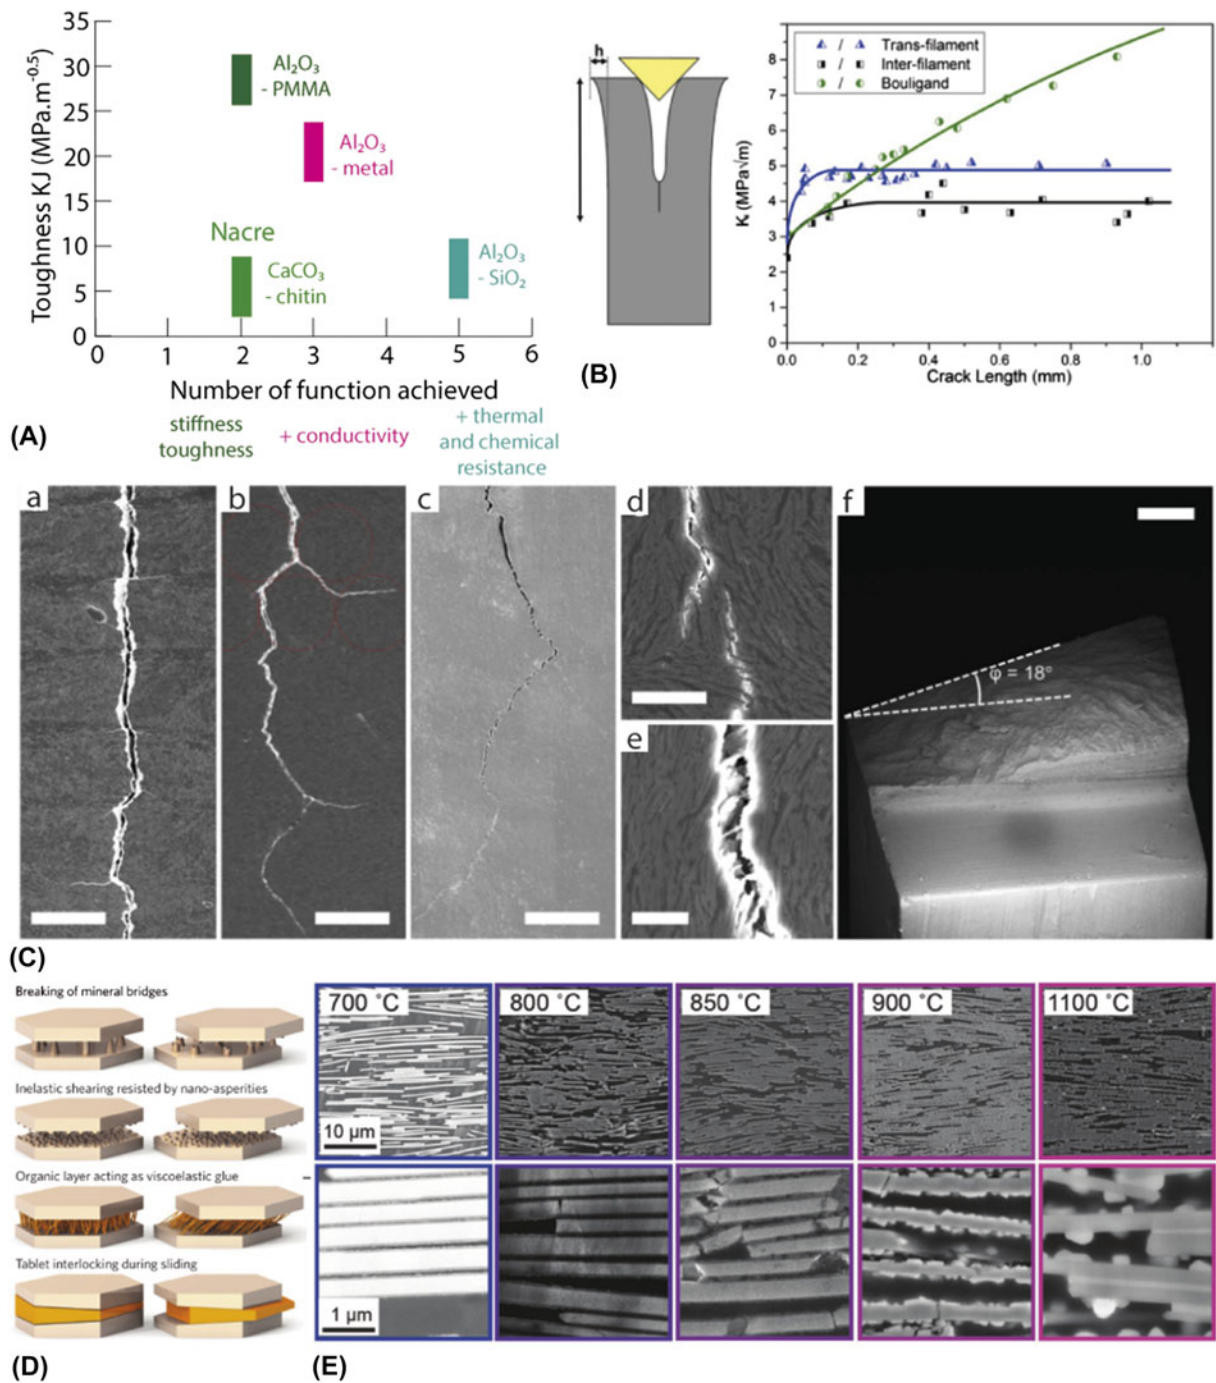 35
30
25
20
15
10
5
0
Toughness KJ (MPa.m⁻⁰·⁵)
Al₂O₃
- PMMA
Al₂O₃
- metal
Nacre
CaCO₃
- chitin
Al₂O₃
- SiO₂
0 1 2 3 4 5 6
Number of function achieved
(A)
stiffness
toughness
+ conductivity
+ thermal
and chemical
resistance
h
(B)
K (MPa√m)
8
7
6
5
4
3
2
1
0
/ Trans-filament
/ Inter-filament
/ Bouligand
0.0 0.2 0.4 0.6 0.8 1.0
Crack Length (mm)
a
b
c
d
e
f
φ = 18°
(C)
Breaking of mineral bridges
Inelastic shearing resisted by nano-asperities
Organic layer acting as viscoelastic glue
Tablet interlocking during sliding
(D)
700 °C
800 °C
850 °C
900 °C
1100 °C
10 µm
1 µm
(E)